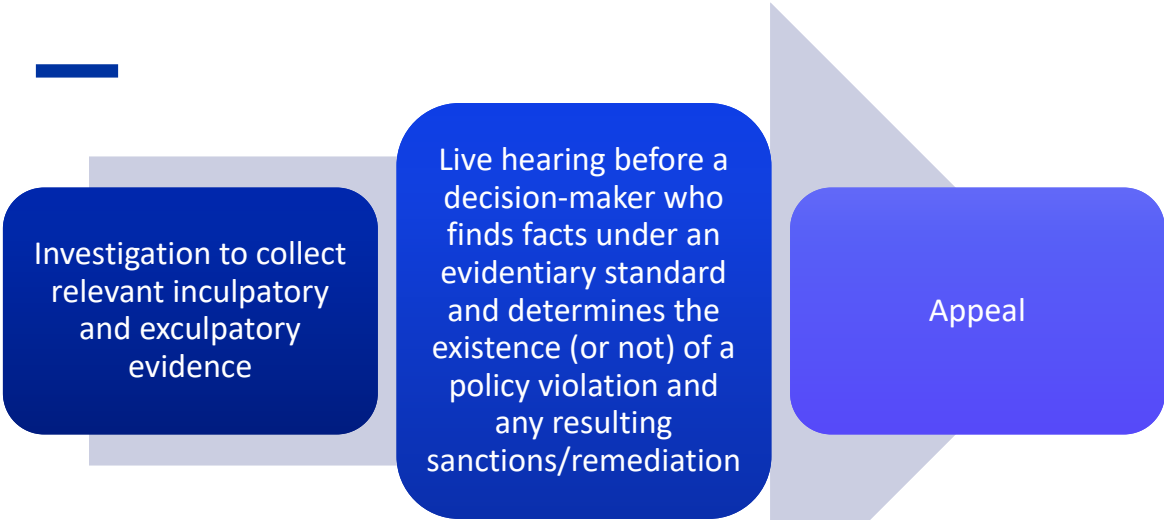 Investigation to collect
relevant inculpatory
and exculpatory
evidence
Live hearing before a
decision-maker who
finds facts under an
evidentiary standard
and determines the
existence (or not) of a
policy violation and
any resulting
sanctions/remediation
Appeal